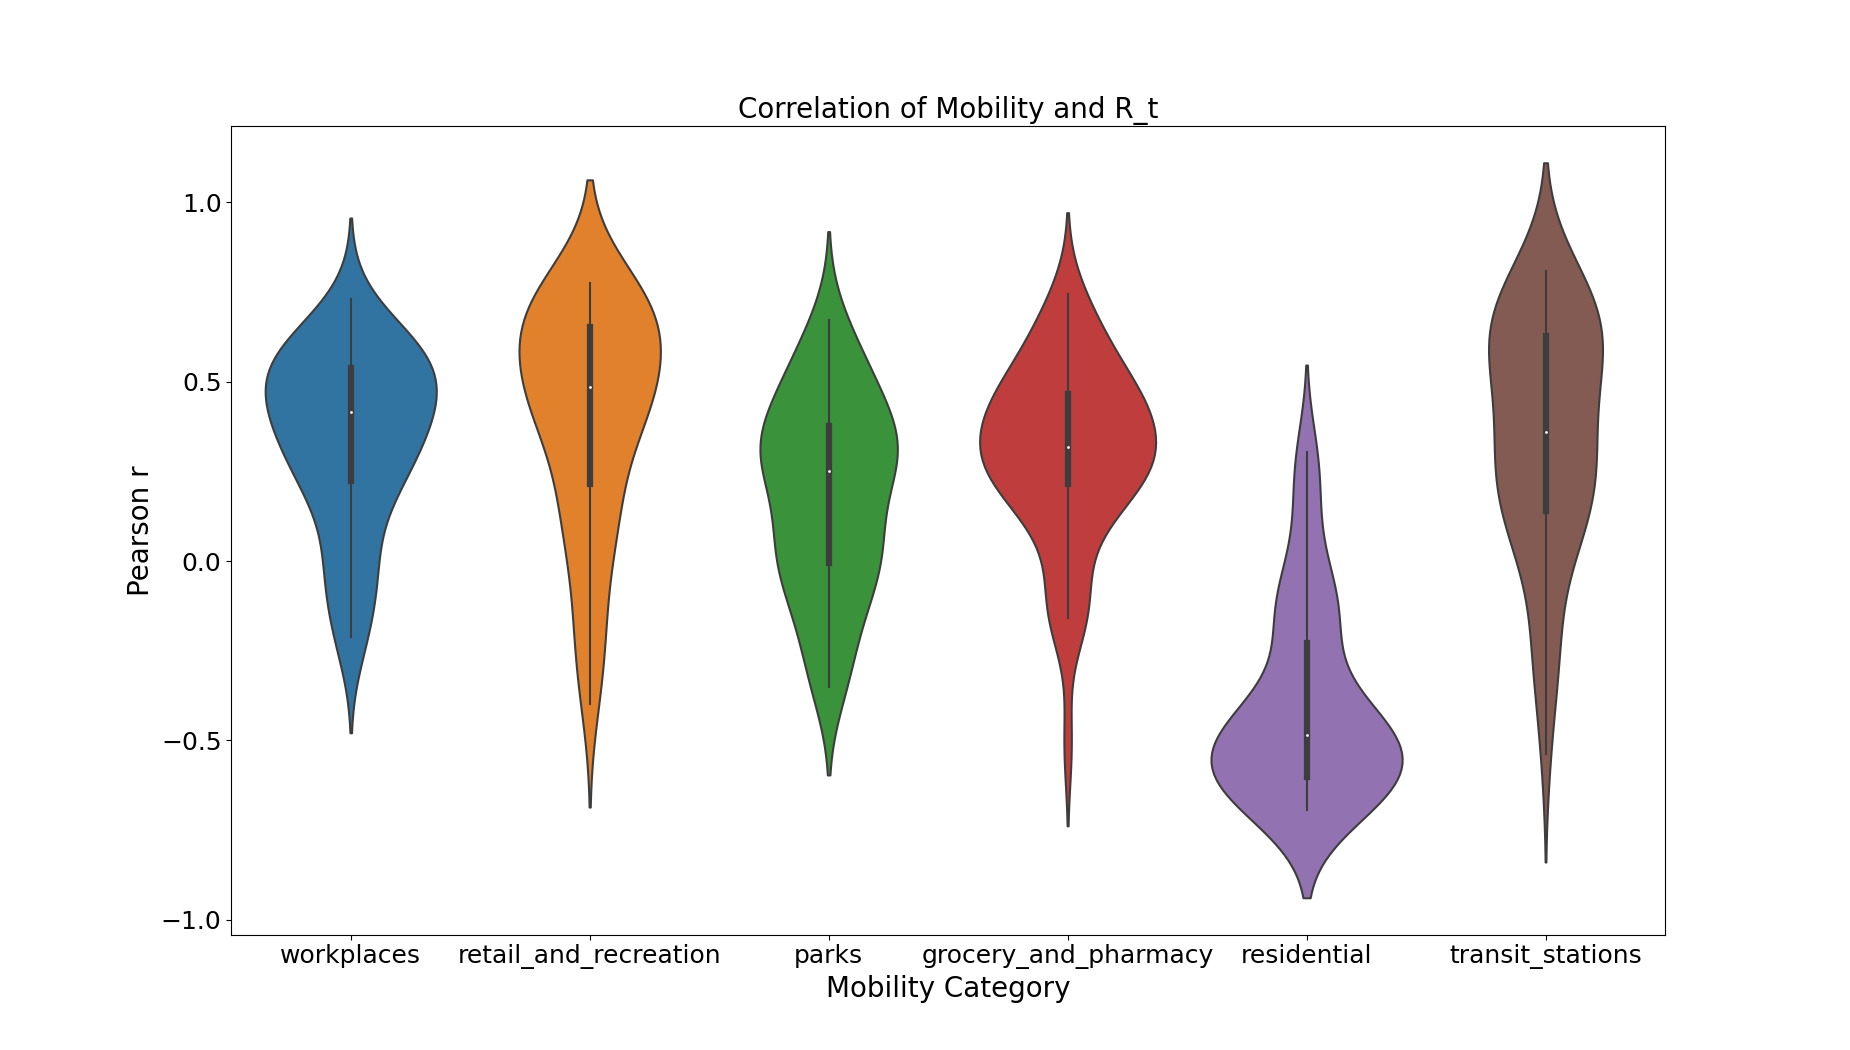 Correlation of Mobility and R_t
1.0
0.5
0.0
−0.5
−1.0
Pearson r
workplaces retail_and_recreation parks grocery_and_pharmacy residential transit_stations
Mobility Category